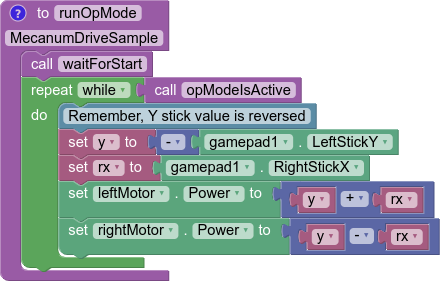 ? to runOpMode
MecanumDriveSample
call waitForStart
repeat while call opModeIsActive
do Remember, Y stick value is reversed
set y to - gamepad1 . LeftStickY
set rx to gamepad1 . RightStickX
set leftMotor . Power to y + rx
set rightMotor . Power to y - rx